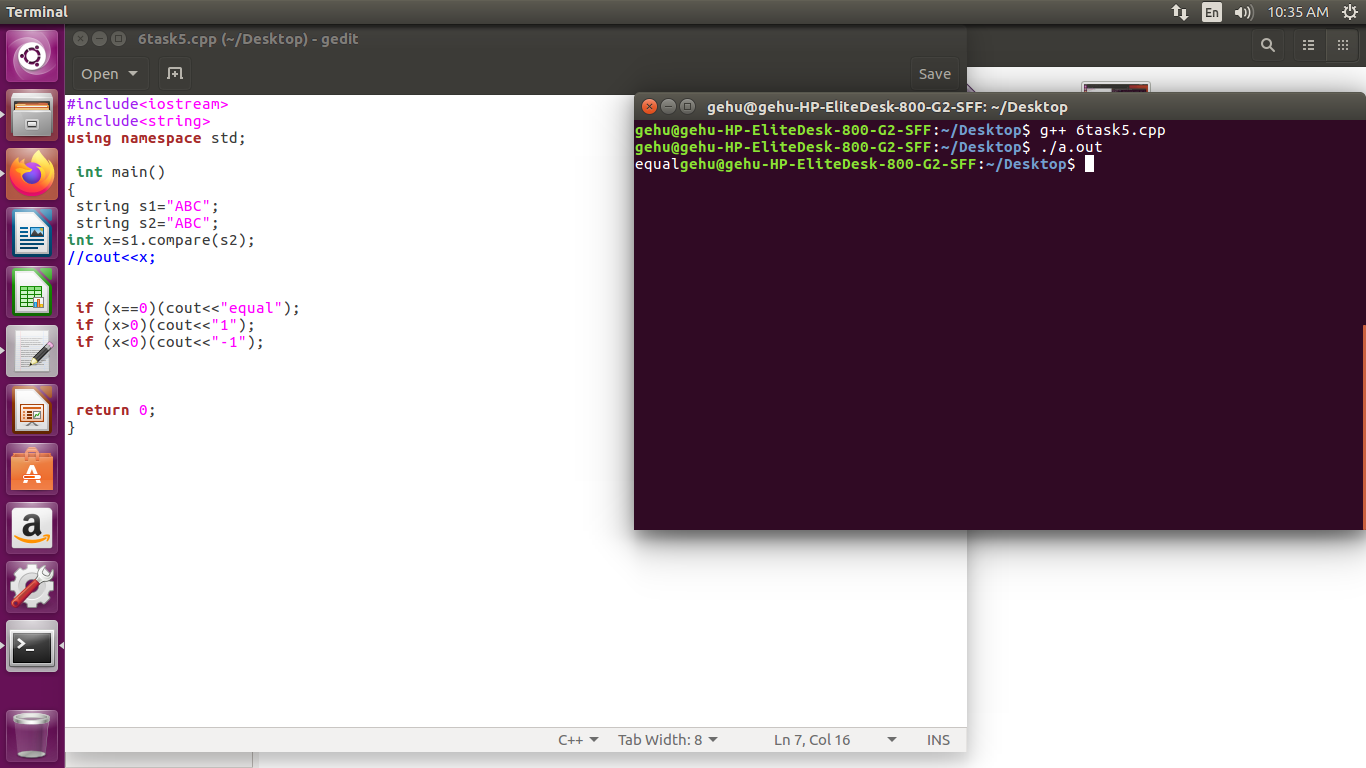 Terminal
En
10:35 AM
6task5.cpp (~/Desktop) - gedit
Open
Save
#include<iostream>
#include<string>
using namespace std;
int main()
{
string s1="ABC";
string s2="ABC";
int x=s1.compare(s2);
//cout<<x;
if (x==0)(cout<<"equal");
if (x>0)(cout<<"1");
if (x<0)(cout<<"-1");
return 0;
}
C++
Tab Width: 8
Ln 7, Col 16
INS
gehu@gehu-HP-EliteDesk-800-G2-SFF: ~/Desktop
gehu@gehu-HP-EliteDesk-800-G2-SFF:~/Desktop$ g++ 6task5.cpp
gehu@gehu-HP-EliteDesk-800-G2-SFF:~/Desktop$ ./a.out
equalgehu@gehu-HP-EliteDesk-800-G2-SFF:~/Desktop$